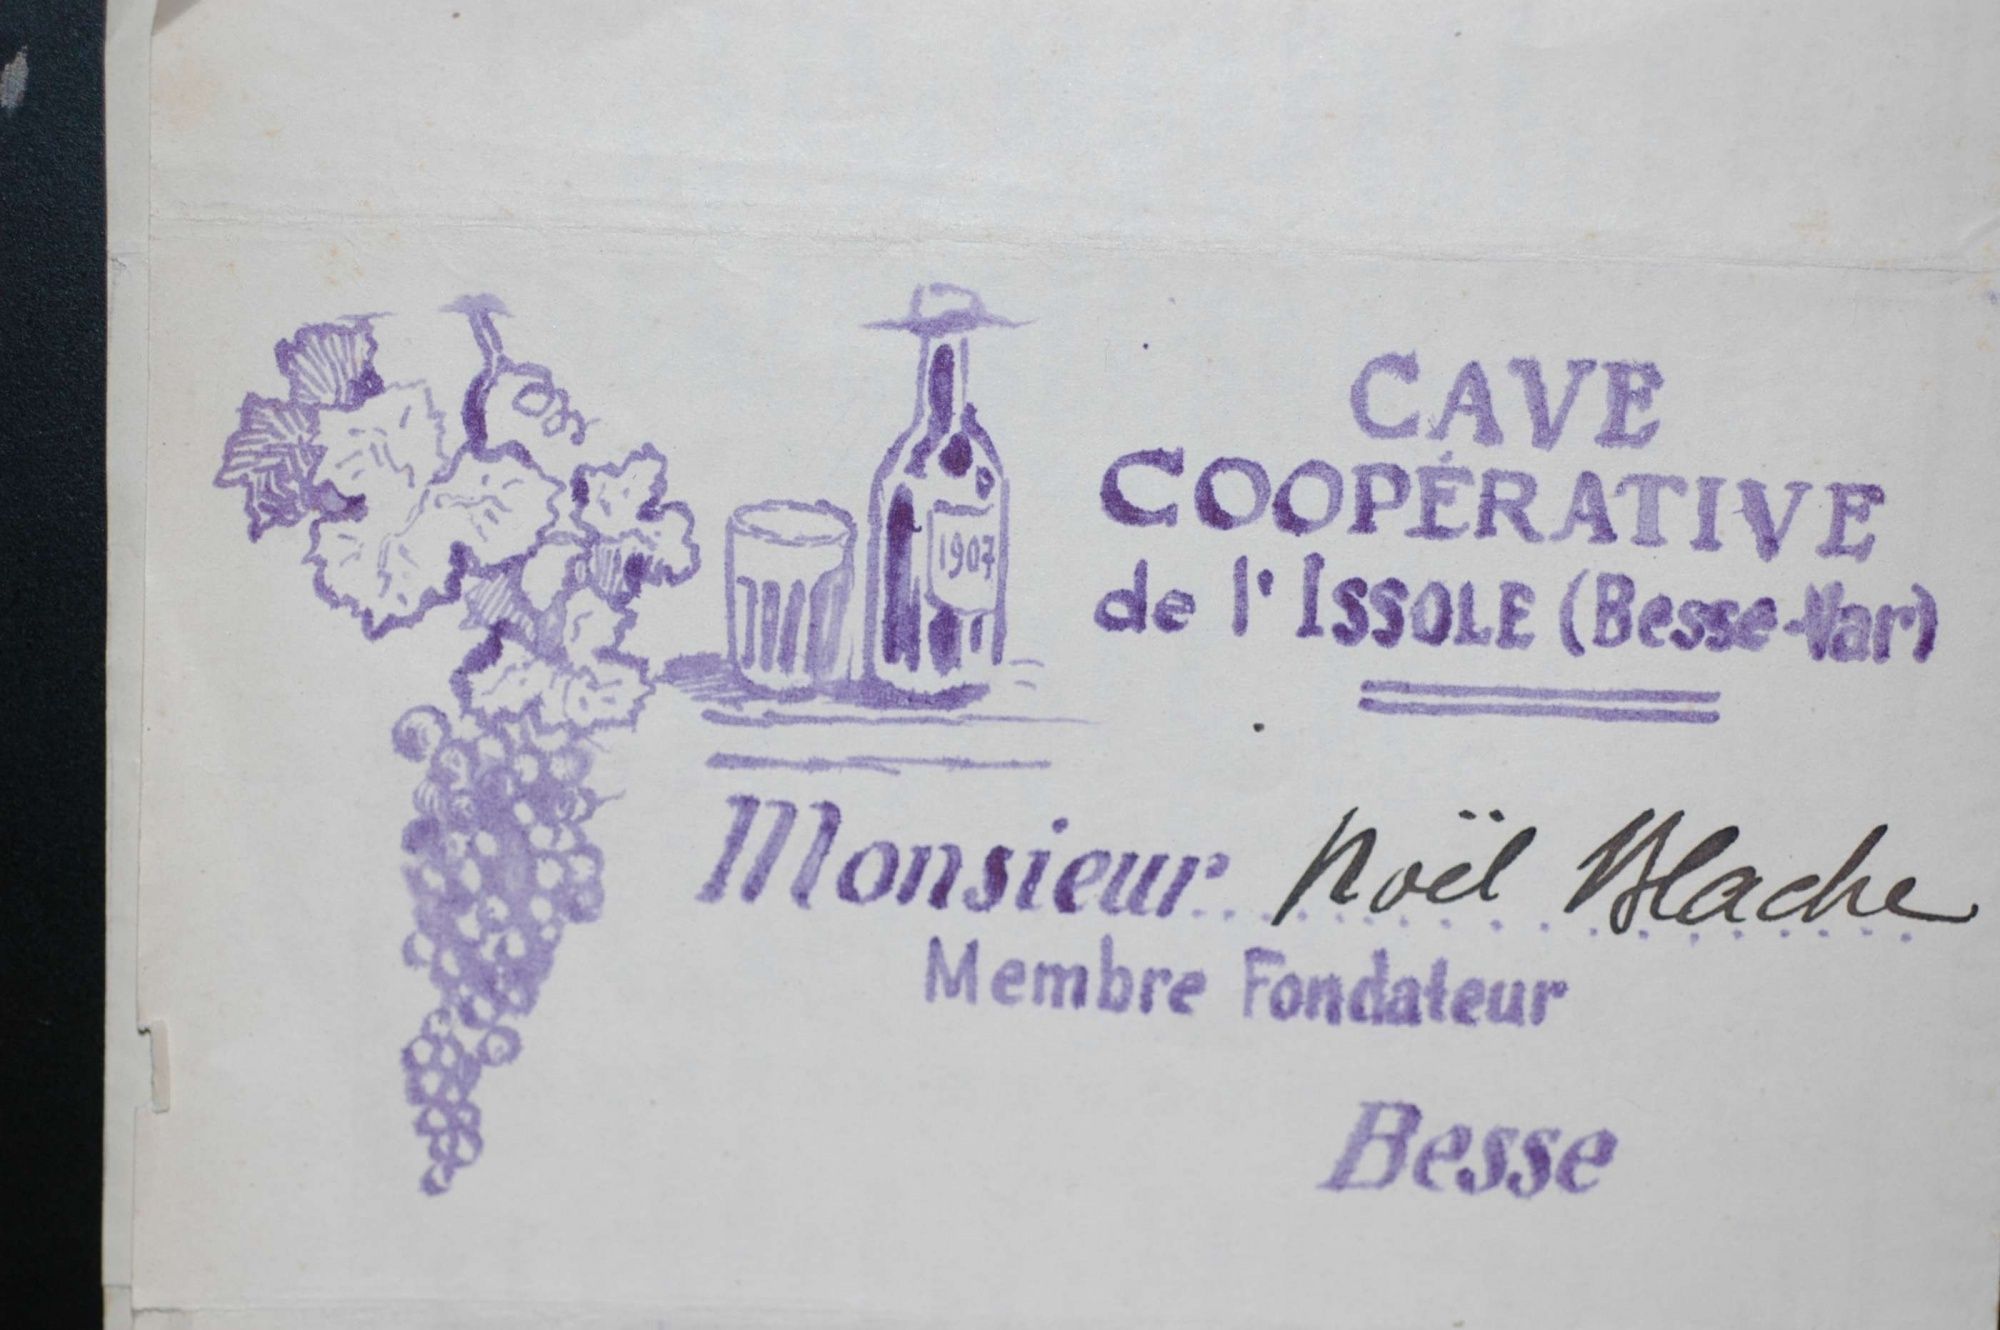 1907
CAVE
COOPÉRATIVE
de l'ISSOLE (Besse-Var)
Monsieur Noël Blache
Membre Fondateur
Besse